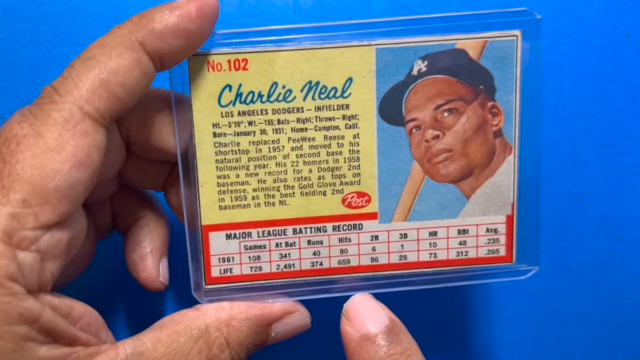 No.102
Charlie Neal
LOS ANGELES DODGERS — INFIELDER
Ht.—5'10"; Wt.—155; Bats—Right; Throws—Right;
Born—January 30, 1931; Home—Compton, Calif.
Charlie replaced PeeWee Reese at
shortstop in 1957 and moved to his
natural position of second base the
following year. His 22 homers in 1958
was a new record for a Dodger 2nd
baseman. He also rates as tops on
defense, winning the Gold Glove Award
in 1959 as the best fielding 2nd
baseman in the NL.
Post
LA
MAJOR LEAGUE BATTING RECORD
Games At Bat Runs Hits 2B 3B HR RBI Avg.
1961 108 341 40 80 6 1 10 48 .235
LIFE 728 2,491 374 659 86 28 73 312 .265